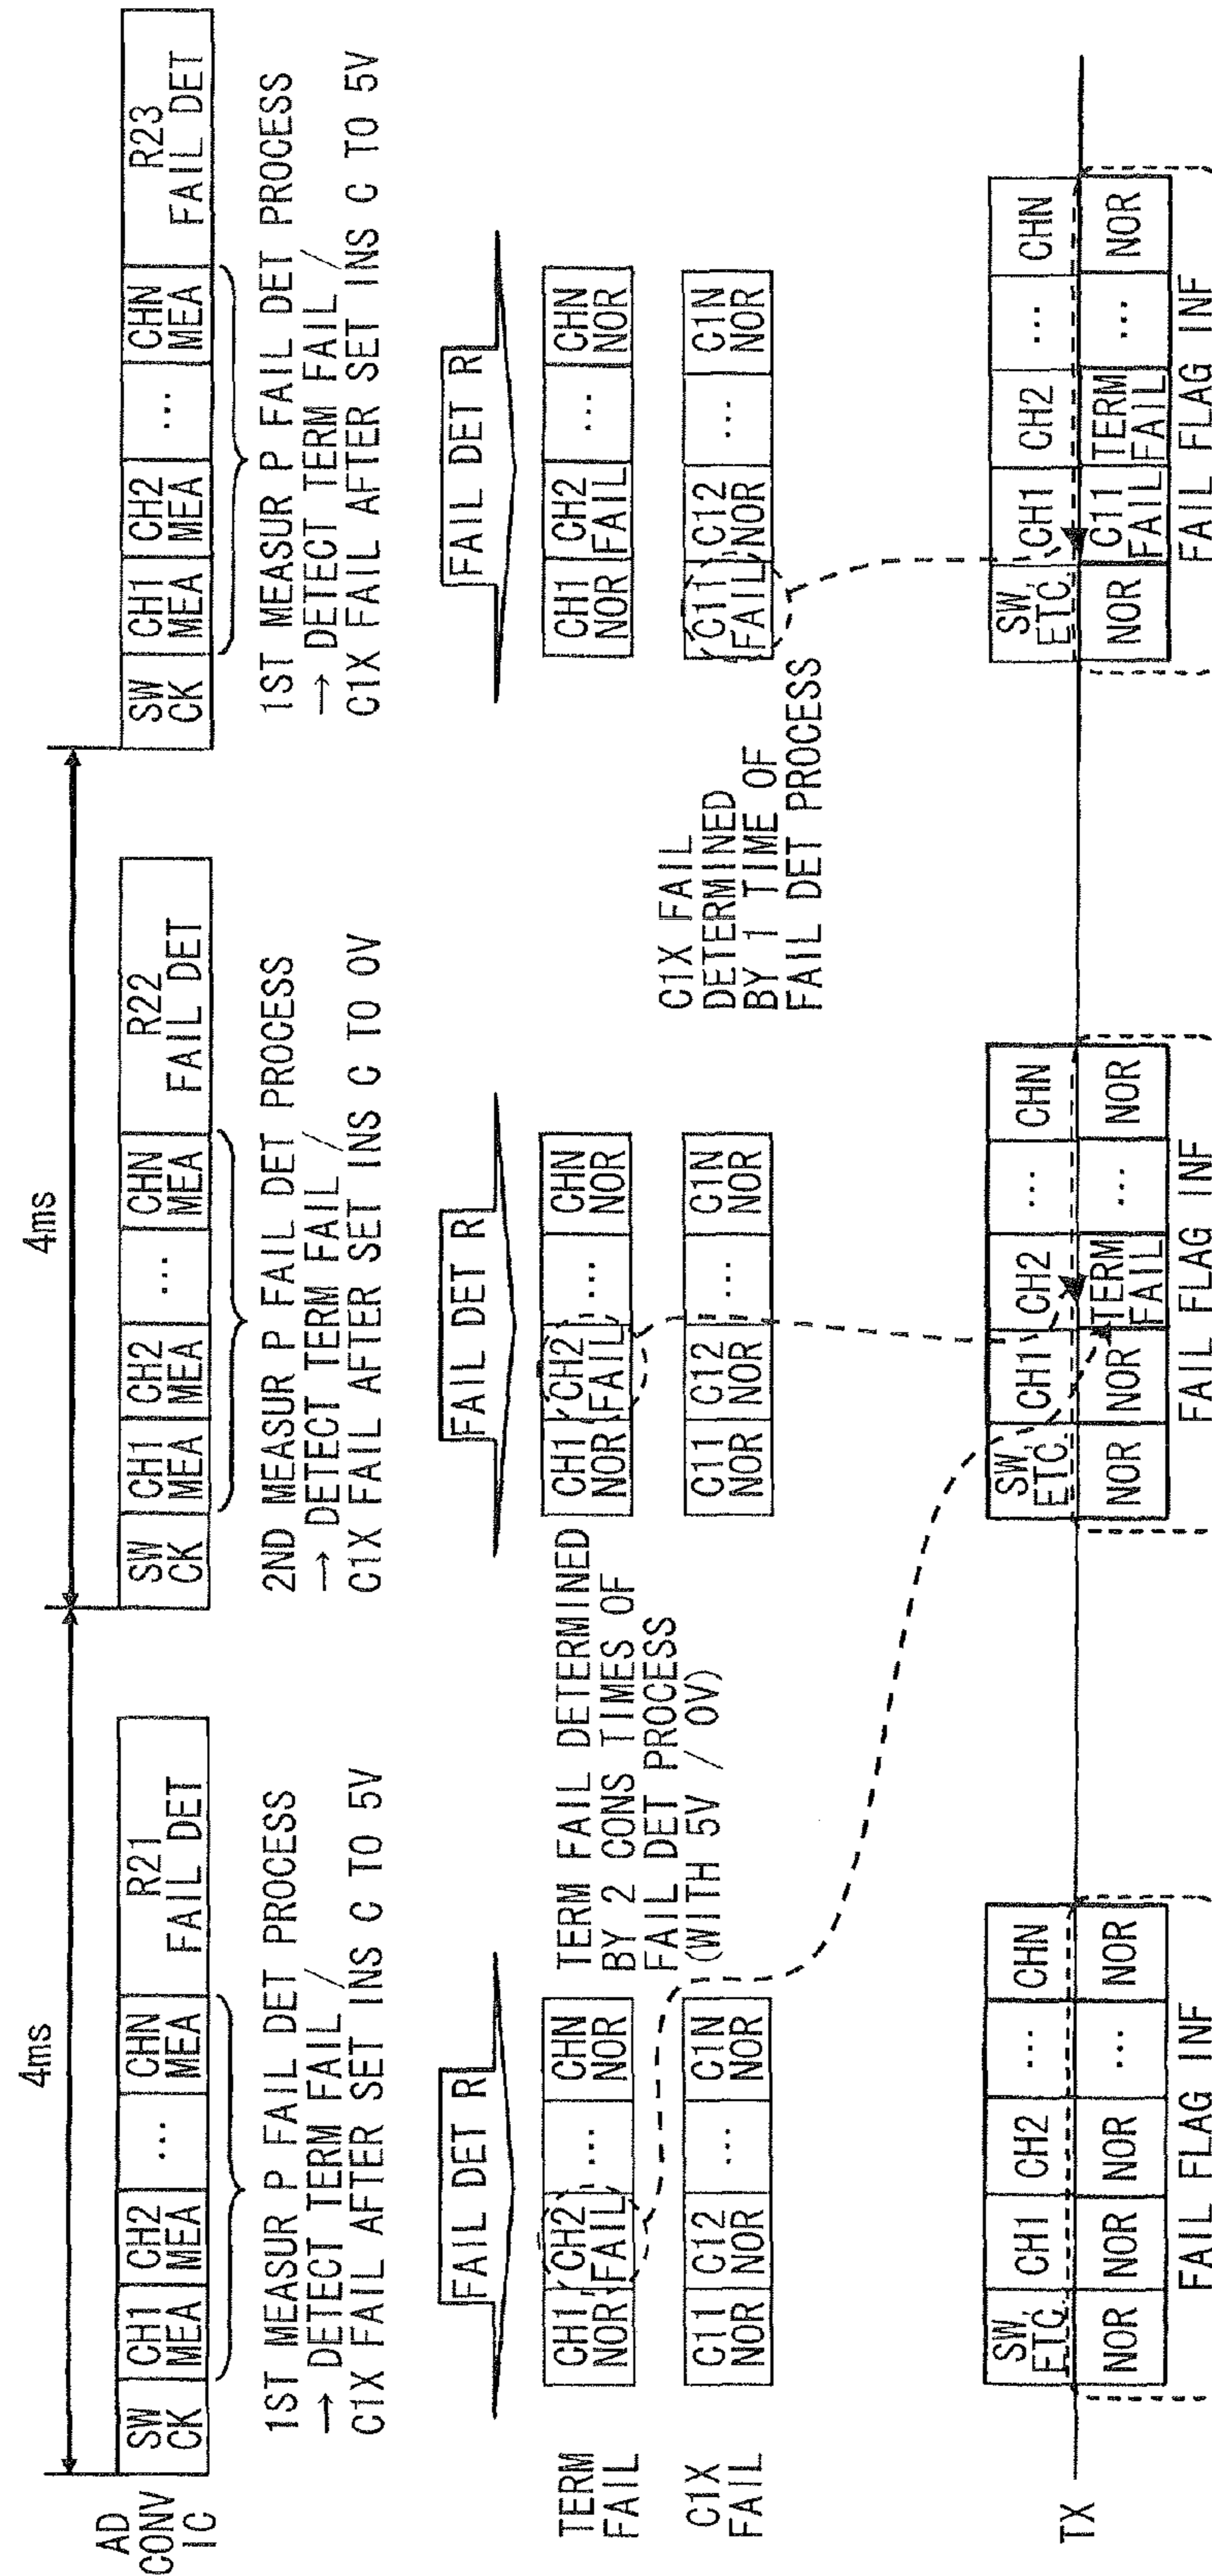 4ms
4ms
AD
CONV
IC
SW
CK
CH1
MEA
CH2
MEA
...
CHN
MEA
R21
FAIL DET
SW
CK
CH1
MEA
CH2
MEA
...
CHN
MEA
R22
FAIL DET
SW
CK
CH1
MEA
CH2
MEA
...
CHN
MEA
R23
FAIL DET
1ST MEASUR P FAIL DET PROCESS
→ DETECT TERM FAIL /
C1X FAIL AFTER SET INS C TO 5V
2ND MEASUR P FAIL DET PROCESS
→ DETECT TERM FAIL /
C1X FAIL AFTER SET INS C TO 0V
1ST MEASUR P FAIL DET PROCESS
→ DETECT TERM FAIL /
C1X FAIL AFTER SET INS C TO 5V
FAIL DET R
FAIL DET R
FAIL DET R
TERM
FAIL
CH1
NOR
CH2
FAIL
...
CHN
NOR
TERM FAIL DETERMINED
BY 2 CONS TIMES OF
FAIL DET PROCESS
(WITH 5V / 0V)
CH1
NOR
CH2
FAIL
...
CHN
NOR
CH1
NOR
CH2
FAIL
...
CHN
NOR
C1X
FAIL
C11
NOR
C12
NOR
...
C1N
NOR
C11
NOR
C12
NOR
...
C1N
NOR
C1X FAIL
DETERMINED
BY 1 TIME OF
FAIL DET PROCESS
C11
FAIL
C12
NOR
...
C1N
NOR
TX
SW,
ETC.
CH1
CH2
...
CHN
NOR
NOR
NOR
...
NOR
FAIL FLAG INF
SW,
ETC.
CH1
CH2
...
CHN
NOR
NOR
TERM
FAIL
...
NOR
FAIL FLAG INF
SW,
ETC.
CH1
CH2
...
CHN
NOR
C11
FAIL
TERM
FAIL
...
NOR
FAIL FLAG INF